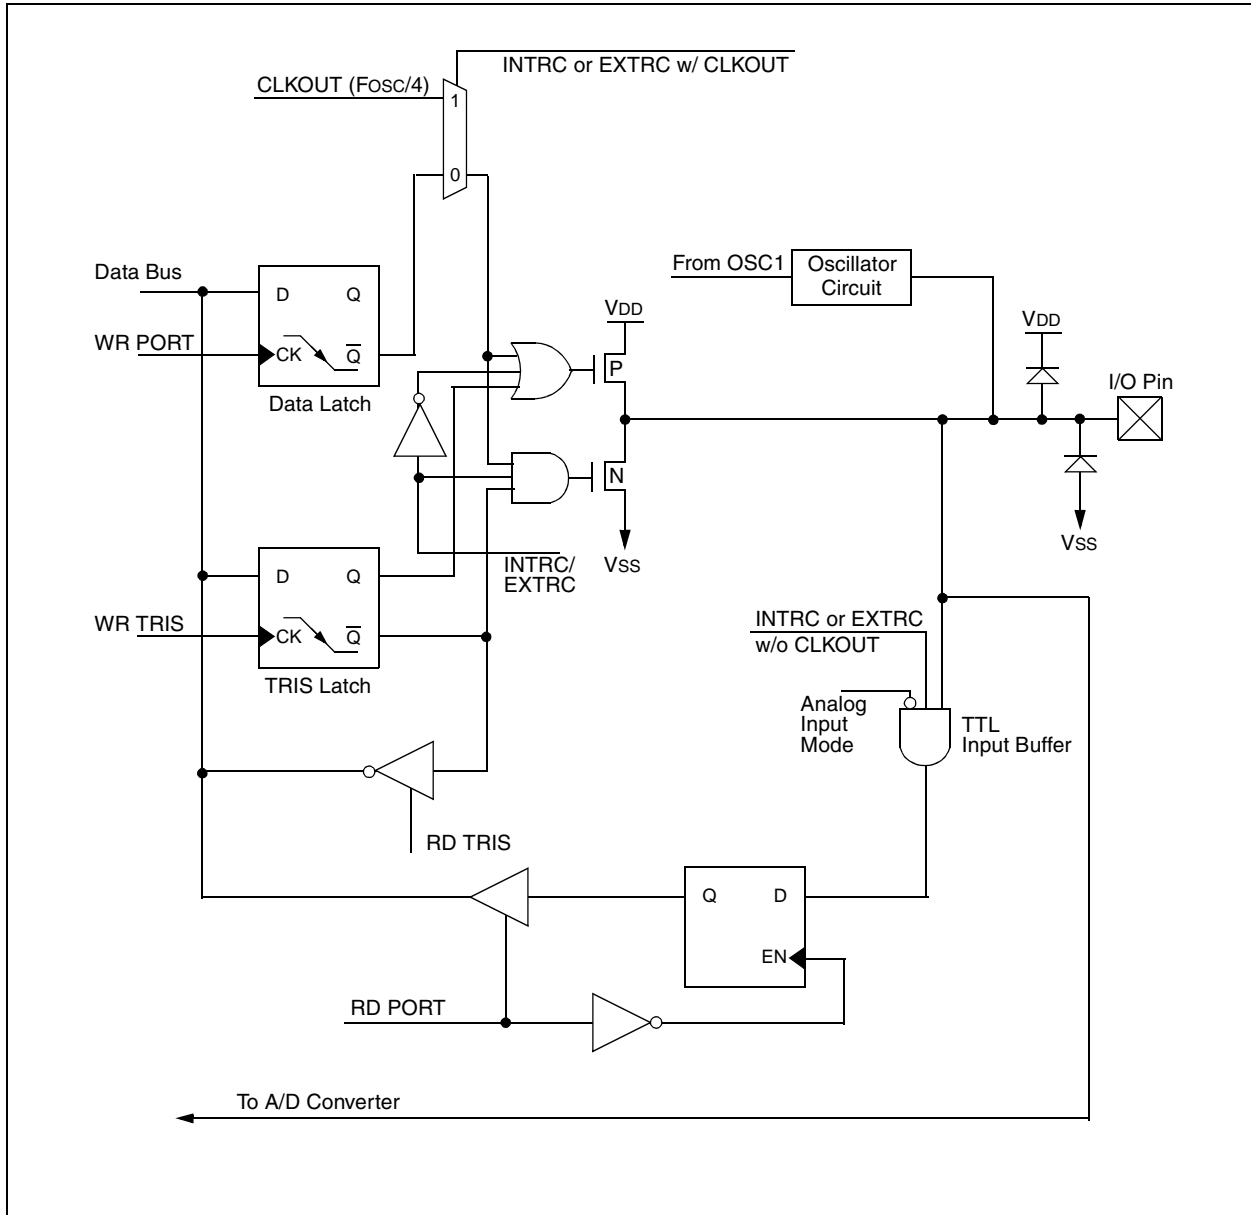 INTRC or EXTRC w/ CLKOUT
CLKOUT (FOSC/4)
1
0
Data Bus
D
Q
WR PORT
CK
Q
Data Latch
From OSC1
Oscillator
Circuit
VDD
P
N
VSS
VDD
I/O Pin
VSS
INTRC/
EXTRC
D
Q
WR TRIS
CK
Q
TRIS Latch
INTRC or EXTRC
w/o CLKOUT
Analog
Input
Mode
TTL
Input Buffer
RD TRIS
Q
D
EN
RD PORT
To A/D Converter